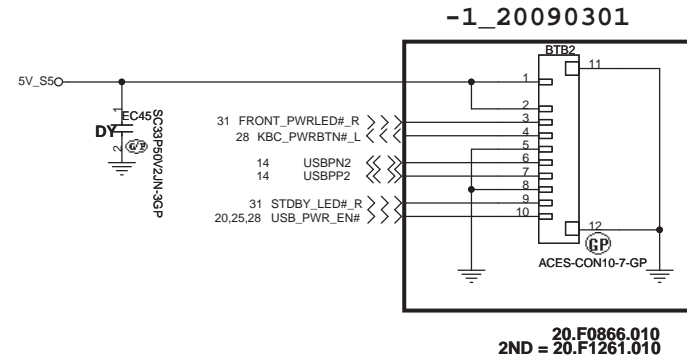 -1_20090301
BTB2
5V_S5
1
11
EC45
1
2
DY
G/P
SC33P50V2JN-3GP
2
31 FRONT_PWRLED#_R
3
28 KBC_PWRBTN#_L
4
5
14 USBPN2
6
14 USBPP2
7
8
31 STDBY_LED#_R
9
20,25,28 USB_PWR_EN#
10
12
GP
ACES-CON10-7-GP
20.F0866.010
2ND = 20.F1261.010